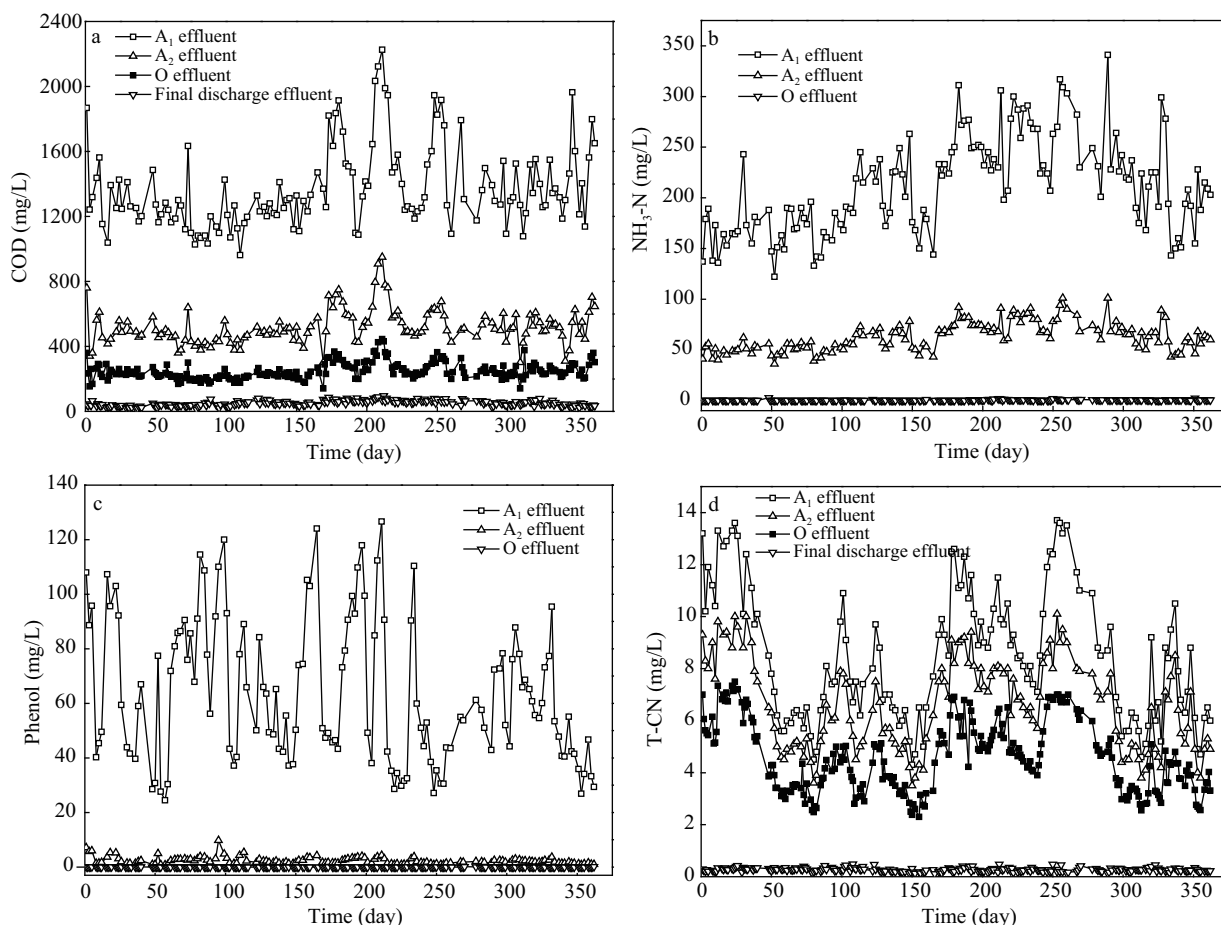 a
2400
2000
1600
1200
800
400
0
COD (mg/L)
A₁ effluent
A₂ effluent
O effluent
Final discharge effluent
0 50 100 150 200 250 300 350
Time (day)
b
350
300
250
200
150
100
50
0
NH₃-N (mg/L)
A₁ effluent
A₂ effluent
O effluent
0 50 100 150 200 250 300 350
Time (day)
c
140
120
100
80
60
40
20
0
Phenol (mg/L)
A₁ effluent
A₂ effluent
O effluent
0 50 100 150 200 250 300 350
Time (day)
d
14
12
10
8
6
4
2
0
T-CN (mg/L)
A₁ effluent
A₂ effluent
O effluent
Final discharge effluent
0 50 100 150 200 250 300 350
Time (day)